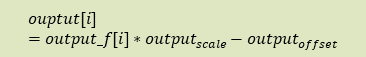 ouptut[i]
= output_f[i] * output_scale − output_offset